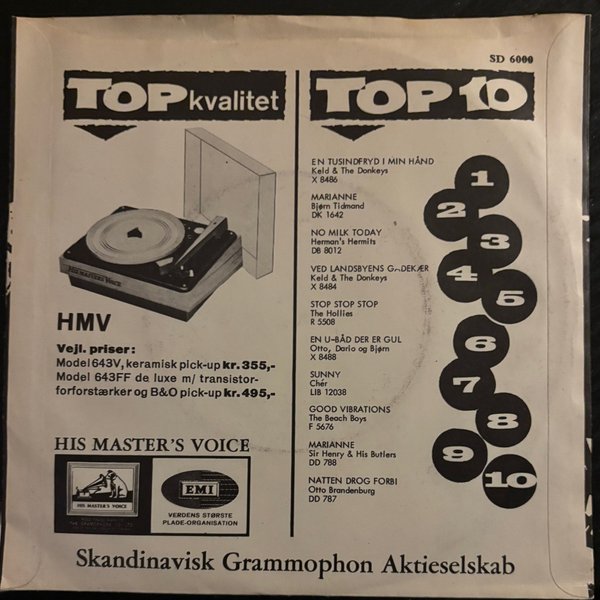 SD 6000
TOP kvalitet
HIS MASTERS VOICE
HMV
Vejl. priser:
Model 643V, keramisk pick-up kr. 355,-
Model 643FF de luxe m/ transistor-
forforstærker og B&O pick-up kr. 495,-
HIS MASTER'S VOICE
HIS MASTER'S VOICE
EMI
VERDENS STØRSTE
PLADE-ORGANISATION
TOP 10
EN TUSINDFRYD I MIN HÅND
Keld & The Donkeys
X 8486
MARIANNE
Bjørn Tidmand
DK 1642
NO MILK TODAY
Herman's Hermits
DB 8012
VED LANDSBYENS GADEKÆR
Keld & The Donkeys
X 8484
STOP STOP STOP
The Hollies
R 5508
EN U-BÅD DER ER GUL
Otto, Dario og Bjørn
X 8488
SUNNY
Chér
LIB 12038
GOOD VIBRATIONS
The Beach Boys
F 5676
MARIANNE
Sir Henry & His Butlers
DD 788
NATTEN DROG FORBI
Otto Brandenburg
DD 787
1
2
3
4
5
6
7
8
9
10
Skandinavisk Grammophon Aktieselskab